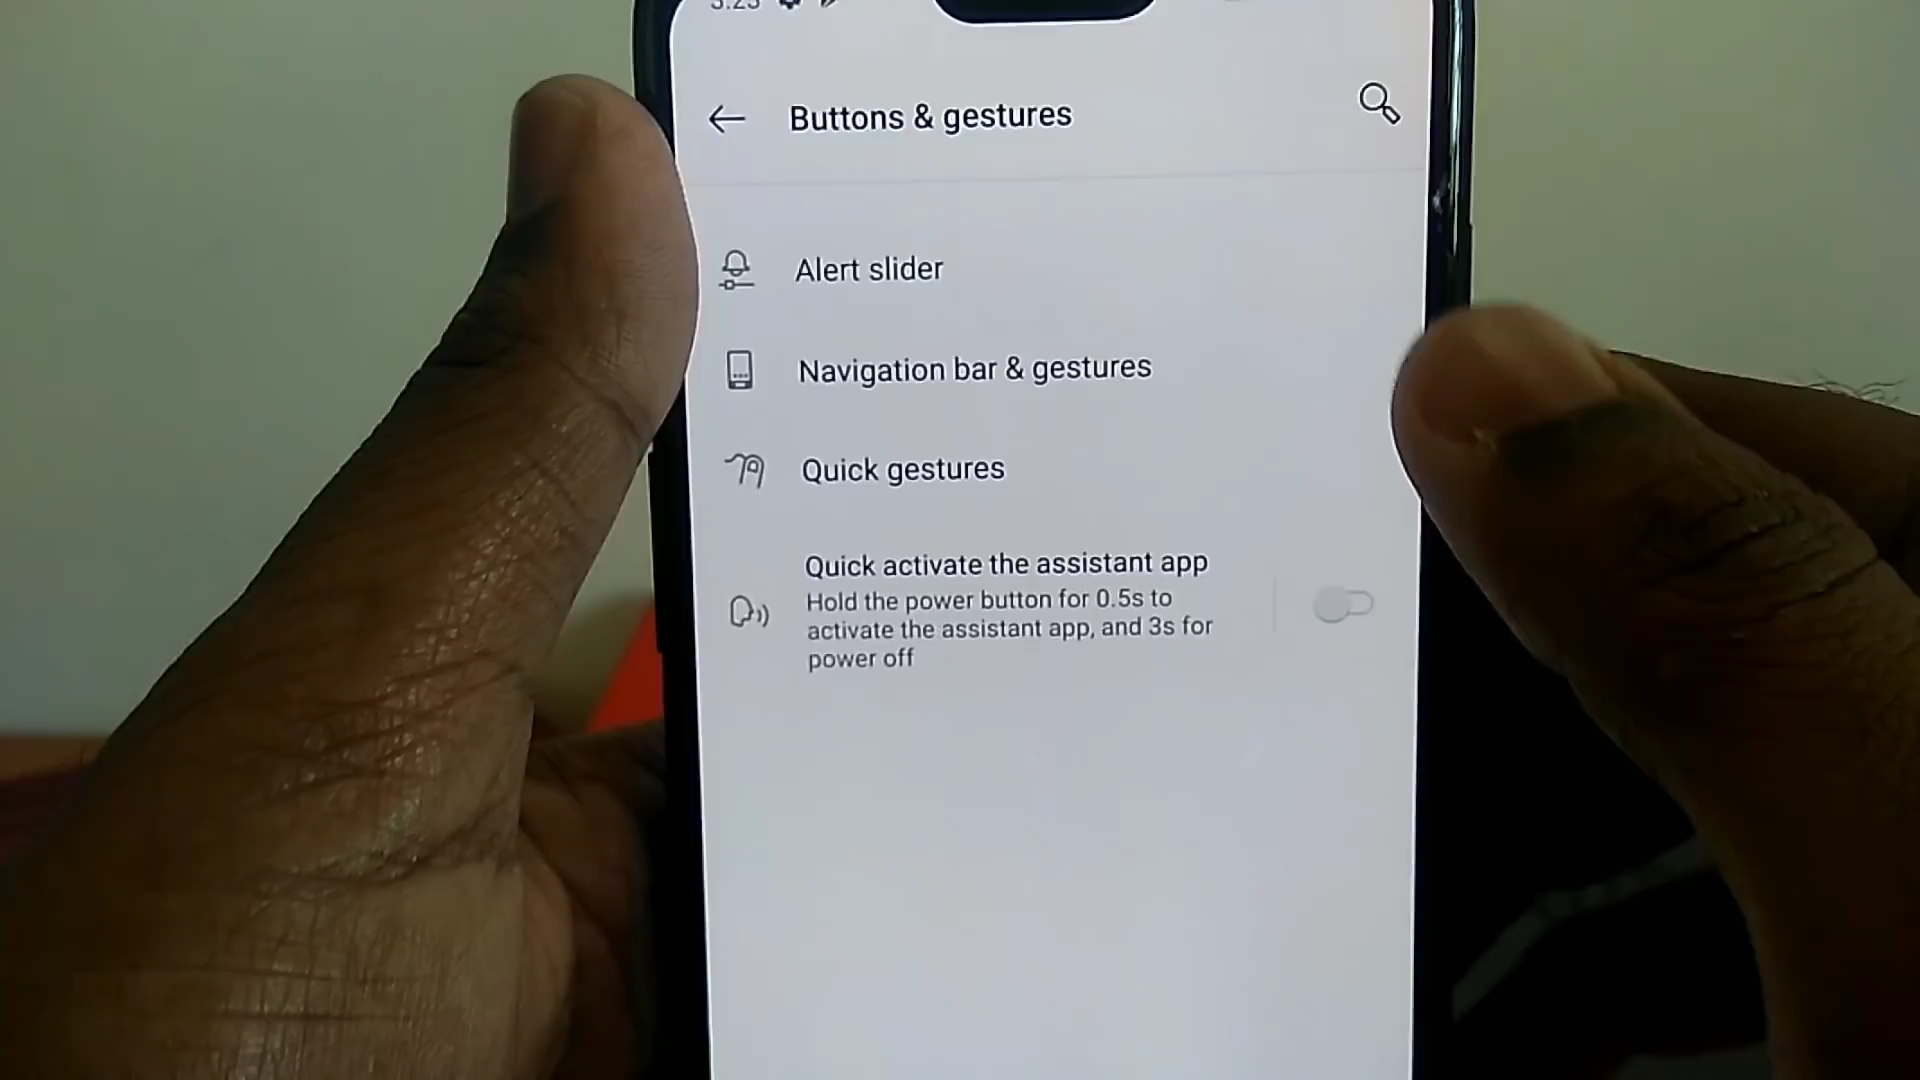 Buttons & gestures
Alert slider
Navigation bar & gestures
Quick gestures
Quick activate the assistant app
Hold the power button for 0.5s to
activate the assistant app, and 3s for
power off